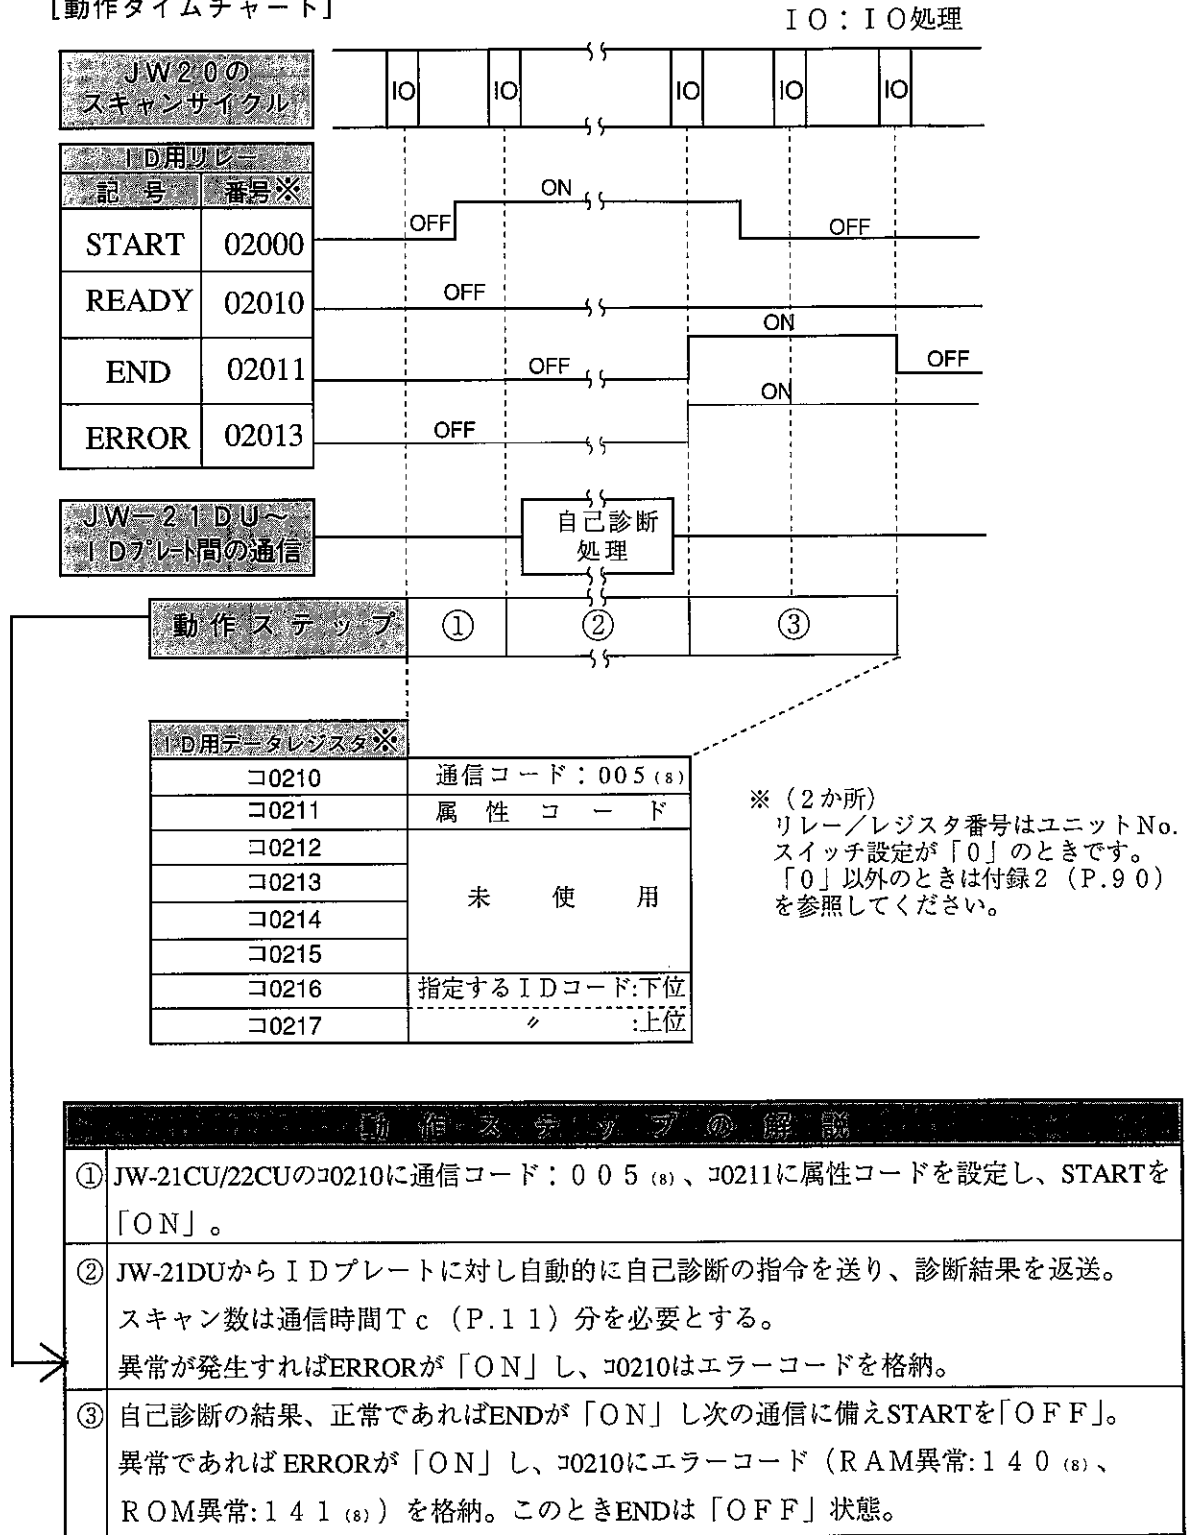 [動作タイムチャート]
ＩＯ：ＩＯ処理
ＪＷ２０の
スキャンサイクル
IO IO IO IO IO
ＩＤ用リレー
記号 番号※
START 02000
OFF ON OFF
READY 02010
OFF
END 02011
OFF ON OFF
ERROR 02013
OFF ON
ＪＷ－２１ＤＵ～
ＩＤプレート間の通信
自己診断
処理
動作ステップ ① ② ③
ＩＤ用データレジスタ※
コ0210 通信コード：005(8)
コ0211 属性コード
コ0212
コ0213
コ0214
コ0215
未使用
コ0216 指定するＩＤコード:下位
コ0217 〃 :上位
※（２か所）
リレー／レジスタ番号はユニットNo.
スイッチ設定が「０」のときです。
「０」以外のときは付録２（P.９０）
を参照してください。
動作ステップの解説
① JW-21CU/22CUのコ0210に通信コード：００５(8)、コ0211に属性コードを設定し、STARTを
「ＯＮ」。
② JW-21DUからＩＤプレートに対し自動的に自己診断の指令を送り、診断結果を返送。
スキャン数は通信時間Ｔｃ（P.１１）分を必要とする。
異常が発生すればERRORが「ＯＮ」し、コ0210はエラーコードを格納。
③ 自己診断の結果、正常であればENDが「ＯＮ」し次の通信に備えSTARTを「ＯＦＦ」。
異常であればERRORが「ＯＮ」し、コ0210にエラーコード（ＲＡＭ異常:１４０(8)、
ＲＯＭ異常:１４１(8)）を格納。このときENDは「ＯＦＦ」状態。